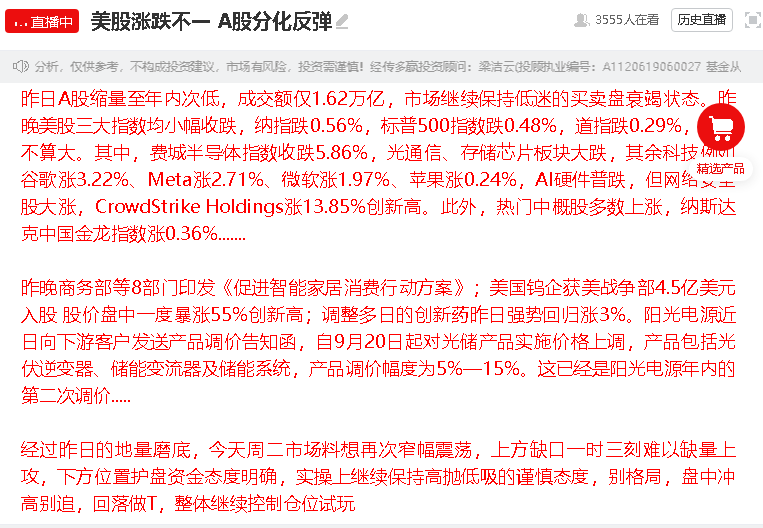 直播中
美股涨跌不一 A股分化反弹
3555人在看
历史直播
分析，仅供参考，不构成投资建议，市场有风险，投资需谨慎！经传多赢投资顾问：梁洁云(投顾执业编号：A1120619060027 基金从
昨日A股缩量至年内次低，成交额仅1.62万亿，市场继续保持低迷的买卖盘衰竭状态。昨
晚美股三大指数均小幅收跌，纳指跌0.56%，标普500指数跌0.48%，道指跌0.29%，
不算大。其中，费城半导体指数收跌5.86%，光通信、存储芯片板块大跌，其余科技
谷歌涨3.22%、Meta涨2.71%、微软涨1.97%、苹果涨0.24%，AI硬件普跌，但网络安全
股大涨，CrowdStrike Holdings涨13.85%创新高。此外，热门中概股多数上涨，纳斯达
克中国金龙指数涨0.36%.......
精选产品
昨晚商务部等8部门印发《促进智能家居消费行动方案》；美国钨企获美战争部4.5亿美元
入股 股价盘中一度暴涨55%创新高；调整多日的创新药昨日强势回归涨3%。阳光电源近
日向下游客户发送产品调价告知函，自9月20日起对光储产品实施价格上调，产品包括光
伏逆变器、储能变流器及储能系统，产品调价幅度为5%—15%。这已经是阳光电源年内的
第二次调价.....
经过昨日的地量磨底，今天周二市场料想再次窄幅震荡，上方缺口一时三刻难以缺量上
攻，下方位置护盘资金态度明确，实操上继续保持高抛低吸的谨慎态度，别格局，盘中冲
高别追，回落做T，整体继续控制仓位试玩